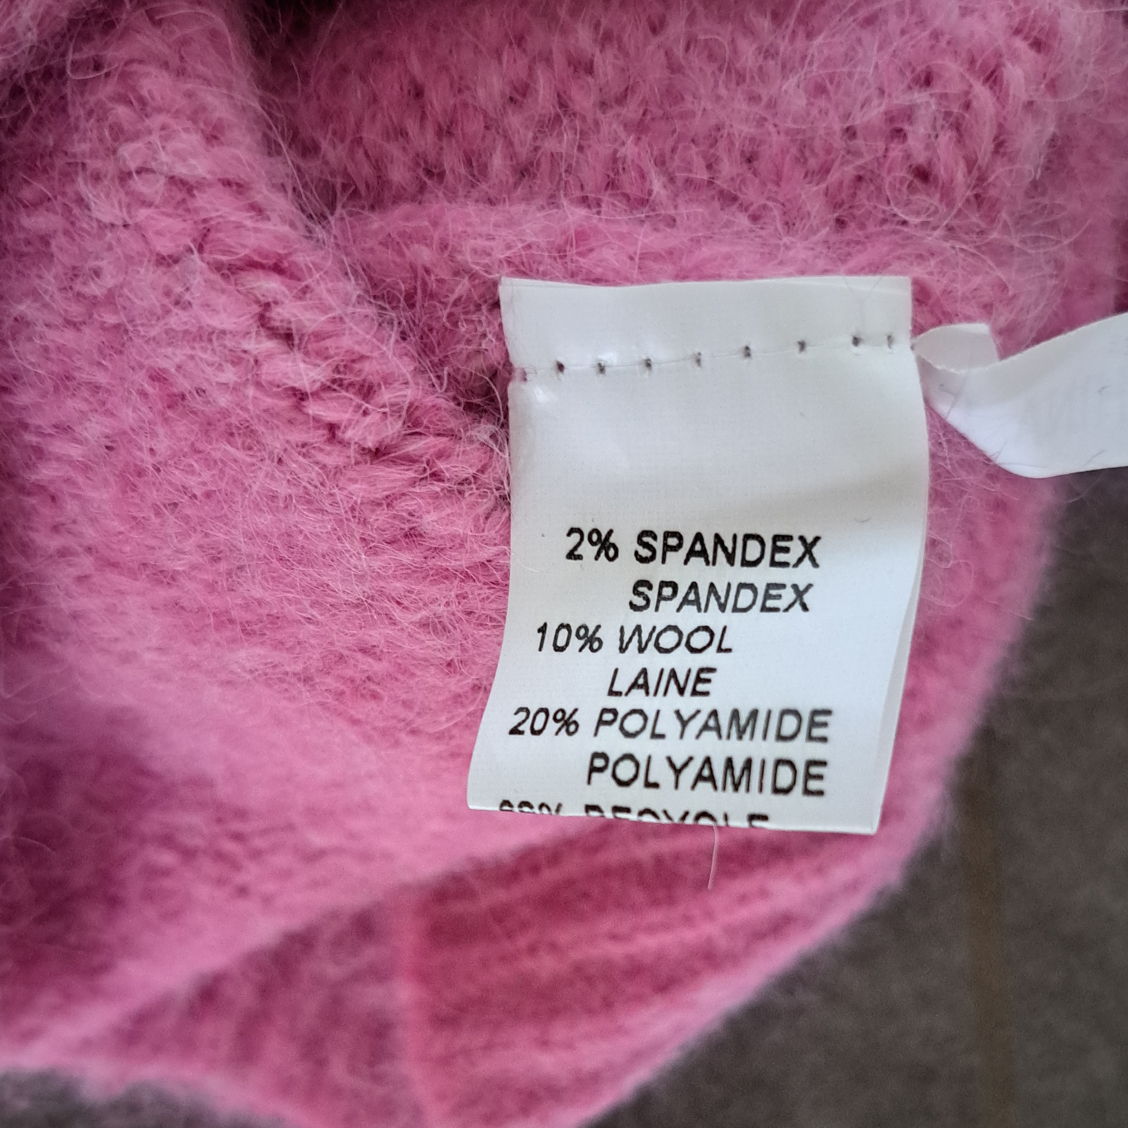 2% SPANDEX
SPANDEX
10% WOOL
LAINE
20% POLYAMIDE
POLYAMIDE